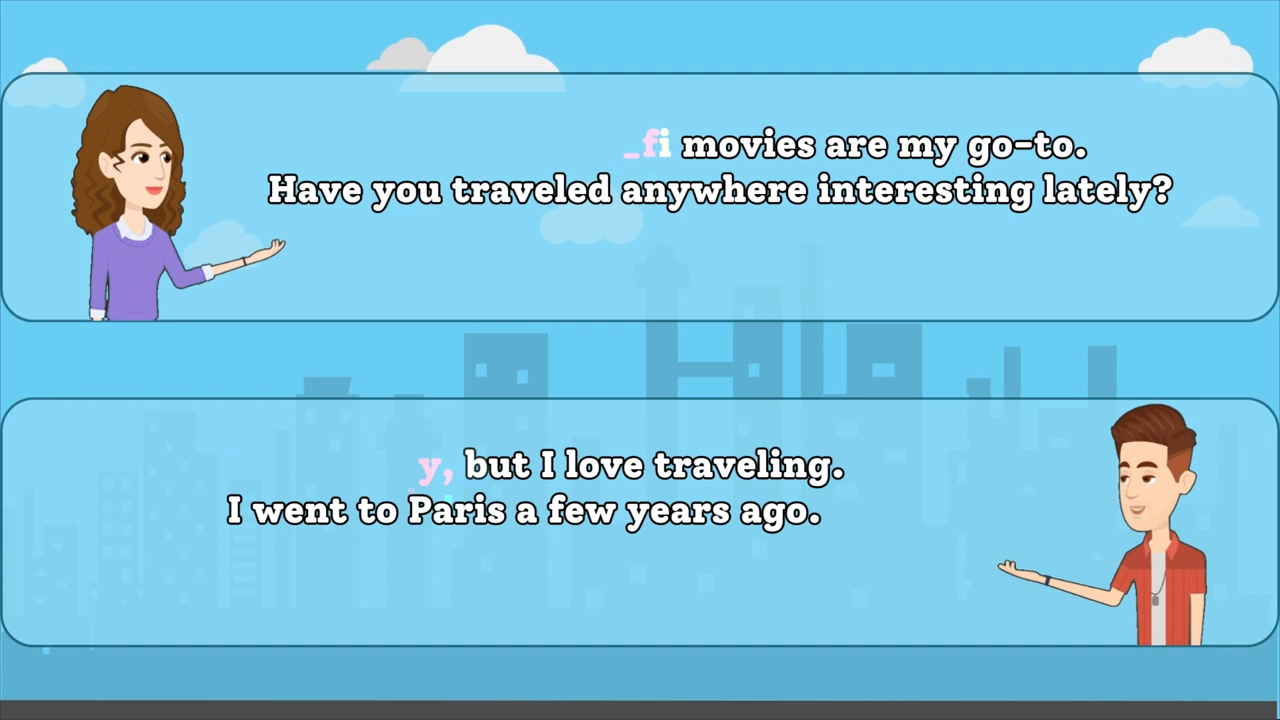 _fi movies are my go-to.
Have you traveled anywhere interesting lately?
y, but I love traveling.
I went to Paris a few years ago.